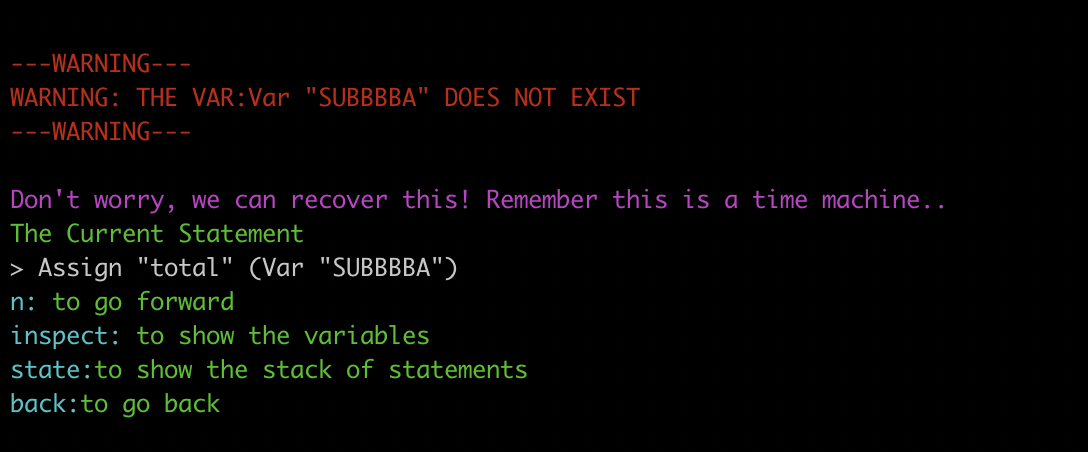 ---WARNING---
WARNING: THE VAR:Var "SUBBBBA" DOES NOT EXIST
---WARNING---
Don't worry, we can recover this! Remember this is a time machine..
The Current Statement
> Assign "total" (Var "SUBBBBA")
n: to go forward
inspect: to show the variables
state:to show the stack of statements
back:to go back